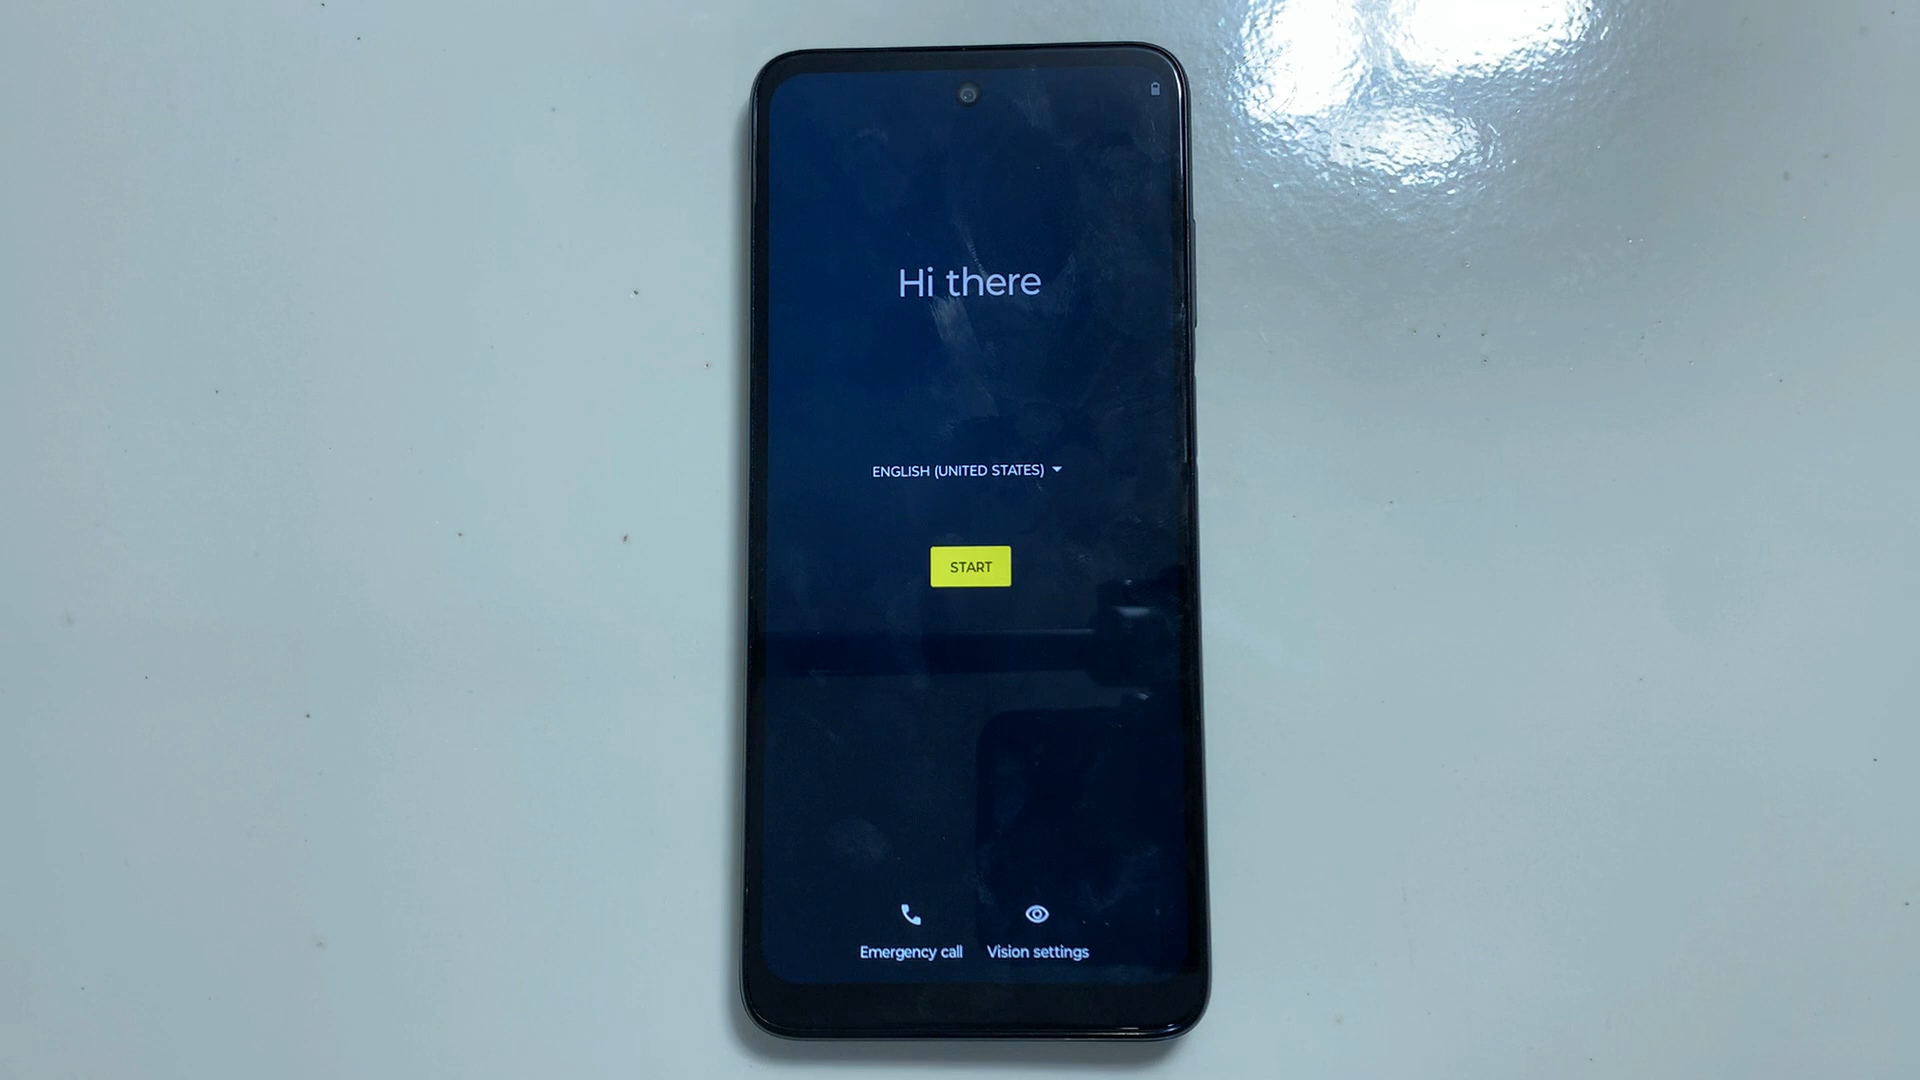 Hi there
ENGLISH (UNITED STATES)
START
Emergency call
Vision settings